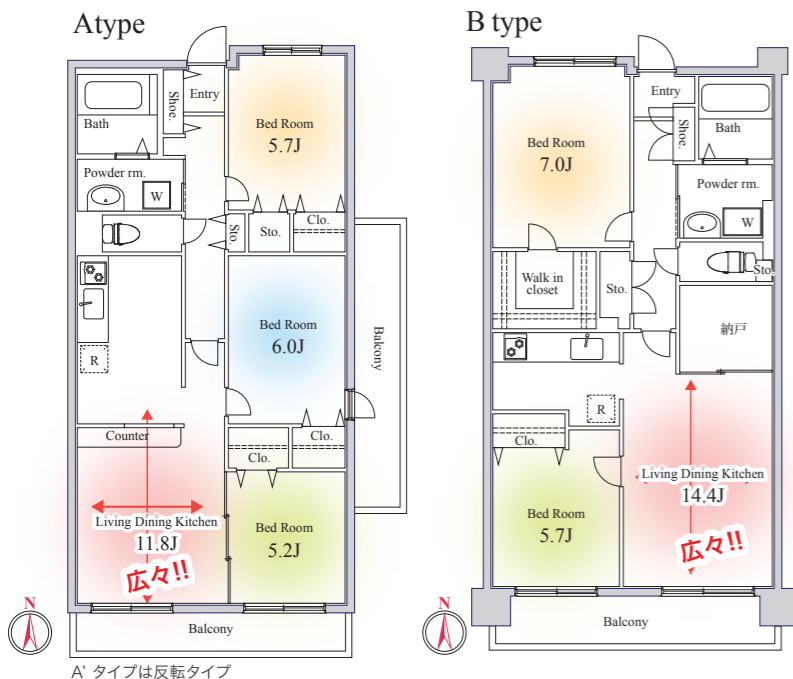 Atype
Entry
Shoe.
Bath
Bed Room
5.7J
Powder rm.
W
Sto.
Sto.
Clo.
Bed Room
6.0J
R
Balcony
Counter
Clo.
Clo.
Living Dining Kitchen
11.8J
広々!!
Bed Room
5.2J
N
Balcony
A' タイプは反転タイプ
B type
Entry
Shoe.
Bath
Bed Room
7.0J
Powder rm.
W
Sto.
Walk in
closet
Sto.
納戸
R
Clo.
Living Dining Kitchen
14.4J
広々!!
Bed Room
5.7J
N
Balcony